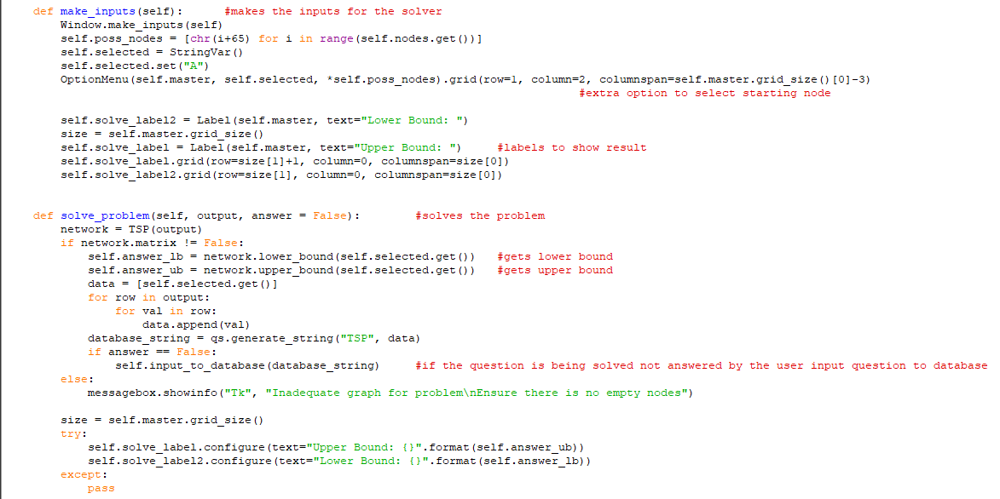 def make_inputs(self):      #makes the inputs for the solver
    Window.make_inputs(self)
    self.poss_nodes = [chr(i+65) for i in range(self.nodes.get())]
    self.selected = StringVar()
    self.selected.set("A")
    OptionMenu(self.master, self.selected, *self.poss_nodes).grid(row=1, column=2, columnspan=self.master.grid_size()[0]-3)
                                                                                #extra option to select starting node
    self.solve_label2 = Label(self.master, text="Lower Bound: ")
    size = self.master.grid_size()
    self.solve_label = Label(self.master, text="Upper Bound: ")     #labels to show result
    self.solve_label.grid(row=size[1]+1, column=0, columnspan=size[0])
    self.solve_label2.grid(row=size[1], column=0, columnspan=size[0])
def solve_problem(self, output, answer = False):        #solves the problem
    network = TSP(output)
    if network.matrix != False:
        self.answer_lb = network.lower_bound(self.selected.get())   #gets lower bound
        self.answer_ub = network.upper_bound(self.selected.get())   #gets upper bound
        data = [self.selected.get()]
        for row in output:
            for val in row:
                data.append(val)
        database_string = qs.generate_string("TSP", data)
        if answer == False:
            self.input_to_database(database_string)     #if the question is being solved not answered by the user input question to database
    else:
        messagebox.showinfo("Tk", "Inadequate graph for problem\nEnsure there is no empty nodes")
    size = self.master.grid_size()
    try:
        self.solve_label.configure(text="Upper Bound: {}".format(self.answer_ub))
        self.solve_label2.configure(text="Lower Bound: {}".format(self.answer_lb))
    except:
        pass